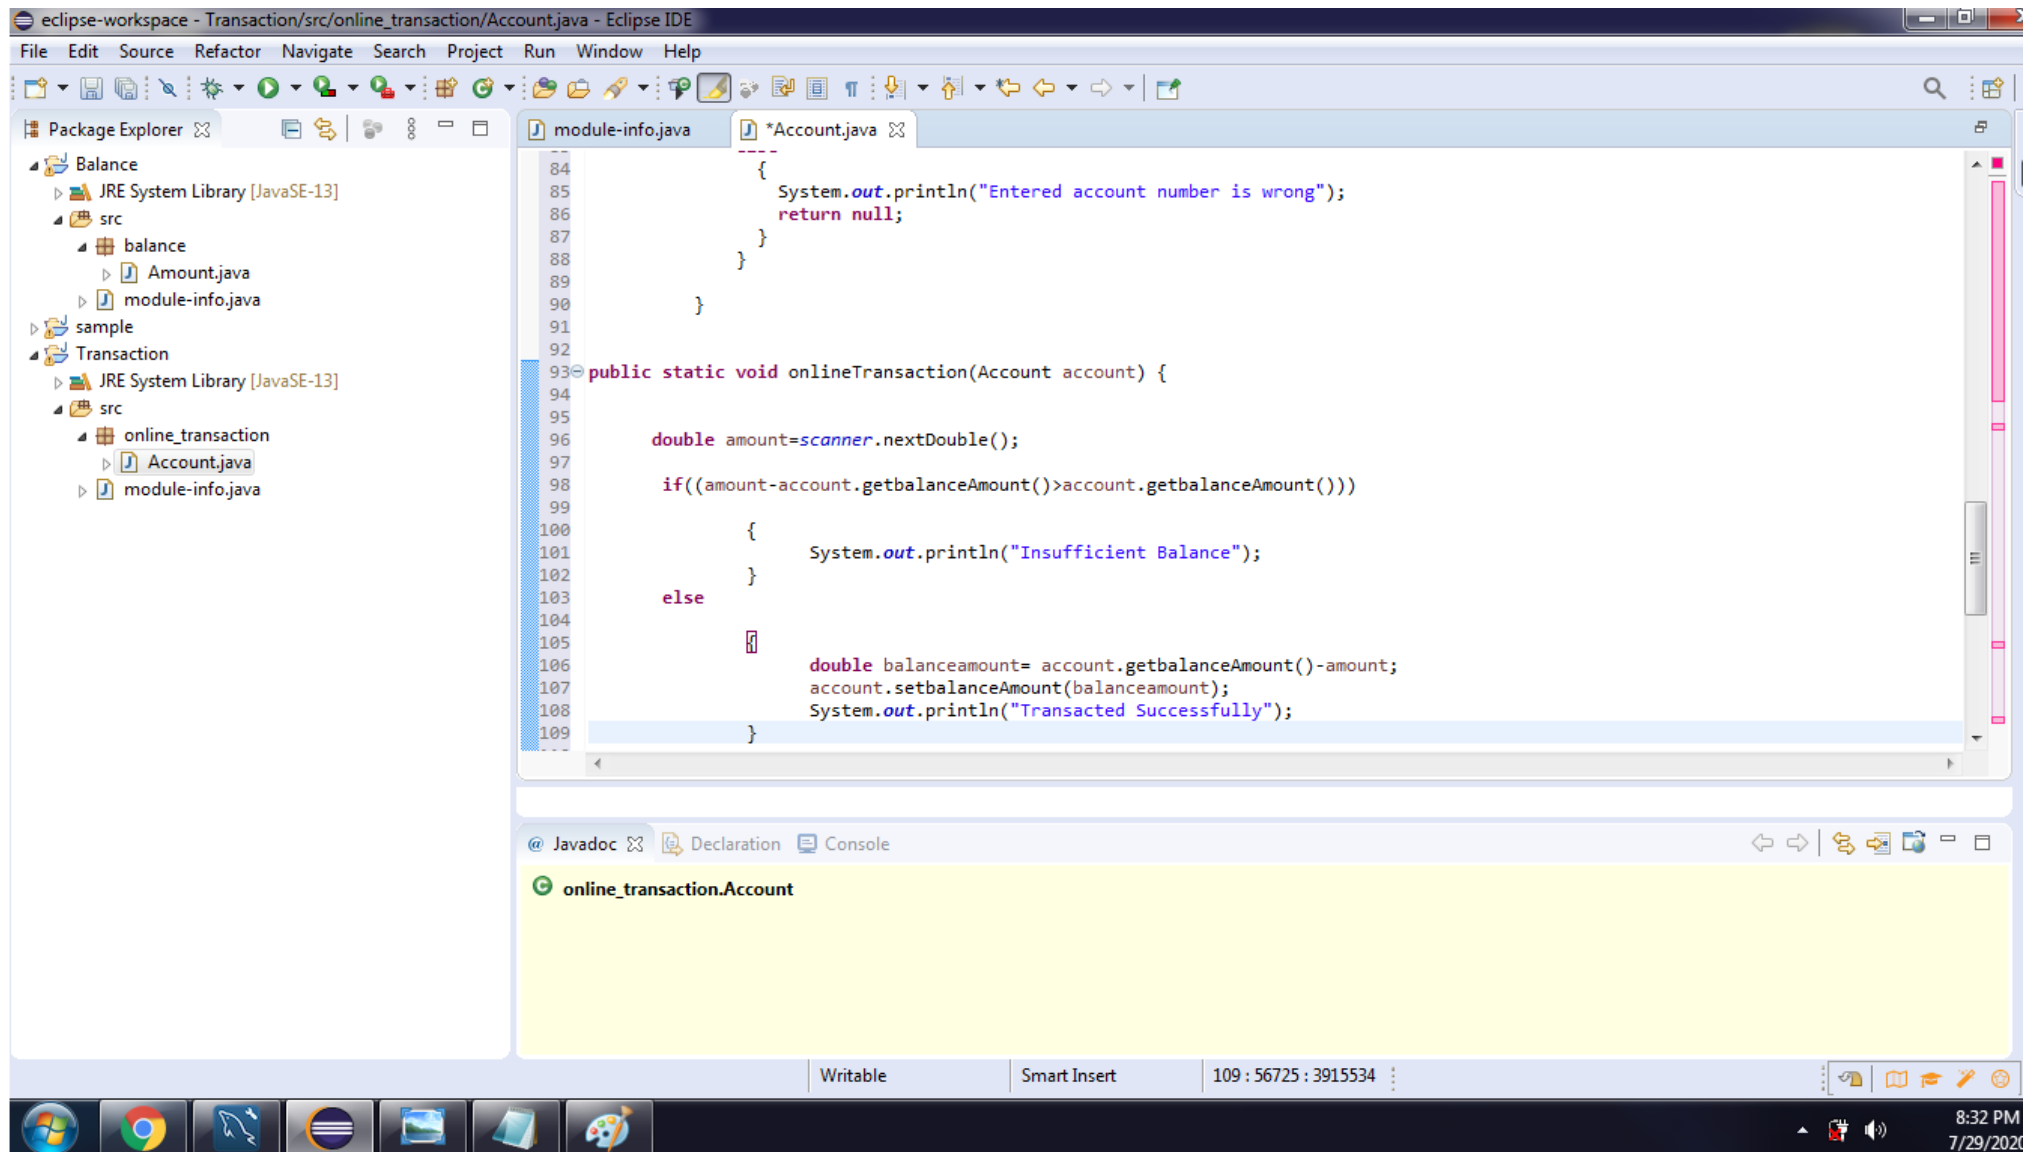 eclipse-workspace - Transaction/src/online_transaction/Account.java - Eclipse IDE
File Edit Source Refactor Navigate Search Project Run Window Help
Package Explorer
module-info.java
*Account.java
Balance
JRE System Library [JavaSE-13]
src
balance
Amount.java
module-info.java
sample
Transaction
JRE System Library [JavaSE-13]
src
online_transaction
Account.java
module-info.java
84 {
85 System.out.println("Entered account number is wrong");
86 return null;
87 }
88 }
89
90 }
91
92
93 public static void onlineTransaction(Account account) {
94
95
96 double amount=scanner.nextDouble();
97
98 if((amount-account.getbalanceAmount()>account.getbalanceAmount()))
99
100 {
101 System.out.println("Insufficient Balance");
102 }
103 else
104
105 {
106 double balanceamount= account.getbalanceAmount()-amount;
107 account.setbalanceAmount(balanceamount);
108 System.out.println("Transacted Successfully");
109 }
@ Javadoc Declaration Console
online_transaction.Account
Writable Smart Insert 109 : 56725 : 3915534
8:32 PM
7/29/2020